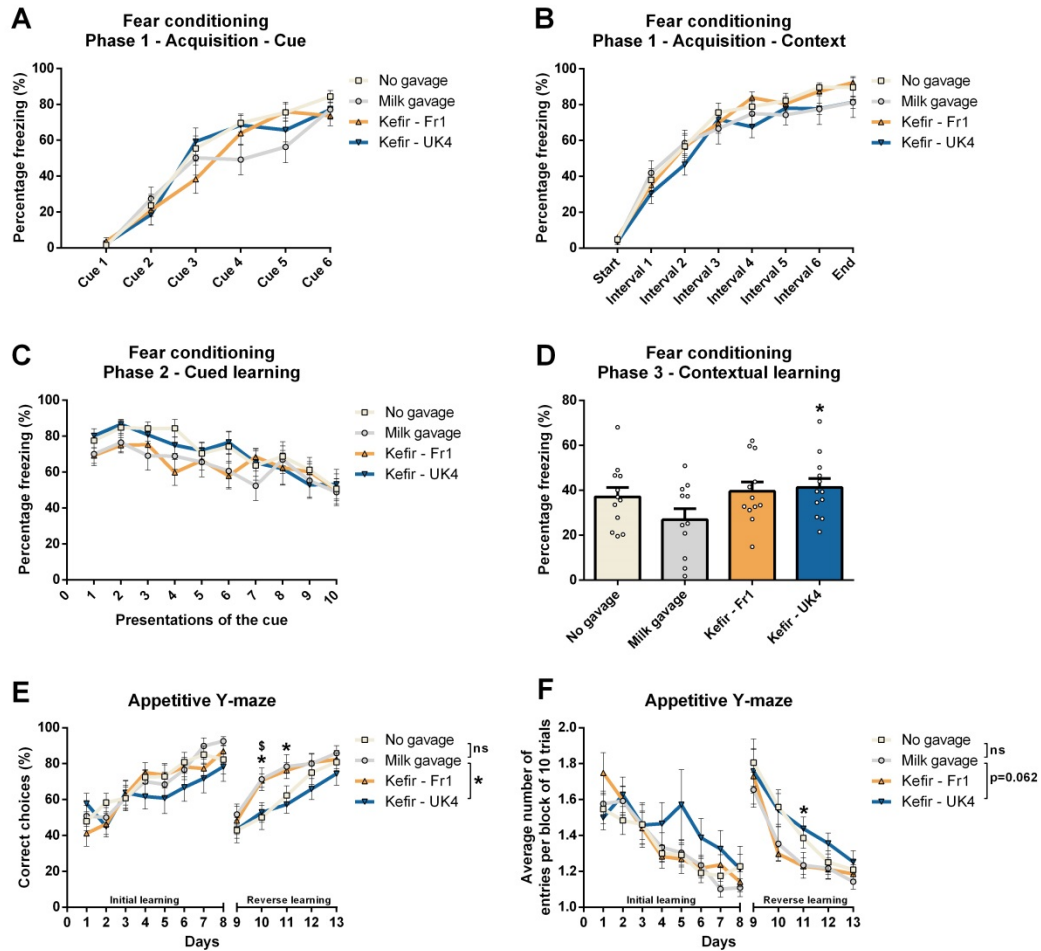 A
Fear conditioning
Phase 1 - Acquisition - Cue
Percentage freezing (%)
100
80
60
40
20
0
Cue 1
Cue 2
Cue 3
Cue 4
Cue 5
Cue 6
No gavage
Milk gavage
Kefir - Fr1
Kefir - UK4
B
Fear conditioning
Phase 1 - Acquisition - Context
Percentage freezing (%)
100
80
60
40
20
0
Start
Interval 1
Interval 2
Interval 3
Interval 4
Interval 5
Interval 6
End
No gavage
Milk gavage
Kefir - Fr1
Kefir - UK4
C
Fear conditioning
Phase 2 - Cued learning
Percentage freezing (%)
100
80
60
40
20
0
0 1 2 3 4 5 6 7 8 9 10
Presentations of the cue
No gavage
Milk gavage
Kefir - Fr1
Kefir - UK4
D
Fear conditioning
Phase 3 - Contextual learning
Percentage freezing (%)
80
60
40
20
0
*
No gavage
Milk gavage
Kefir - Fr1
Kefir - UK4
E
Appetitive Y-maze
Correct choices (%)
100
80
60
40
20
0
$
*
*
Initial learning
Reverse learning
0 1 2 3 4 5 6 7 8 9 10 11 12 13
Days
No gavage
Milk gavage
Kefir - Fr1
Kefir - UK4
ns
*
F
Appetitive Y-maze
Average number of
entries per block of 10 trials
2.0
1.8
1.6
1.4
1.2
1.0
*
Initial learning
Reverse learning
0 1 2 3 4 5 6 7 8 9 10 11 12 13
Days
No gavage
Milk gavage
Kefir - Fr1
Kefir - UK4
ns
p=0.062